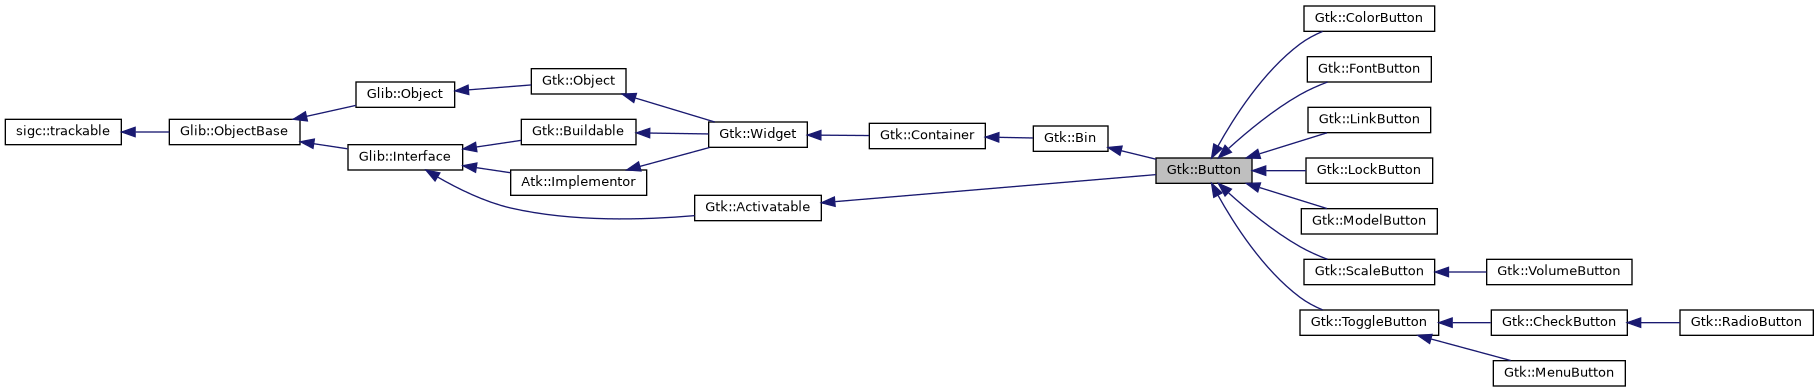 sigc::trackable
Glib::ObjectBase
Glib::Object
Glib::Interface
Gtk::Object
Gtk::Buildable
Atk::Implementor
Gtk::Widget
Gtk::Activatable
Gtk::Container
Gtk::Bin
Gtk::Button
Gtk::ColorButton
Gtk::FontButton
Gtk::LinkButton
Gtk::LockButton
Gtk::ModelButton
Gtk::ScaleButton
Gtk::VolumeButton
Gtk::ToggleButton
Gtk::CheckButton
Gtk::RadioButton
Gtk::MenuButton